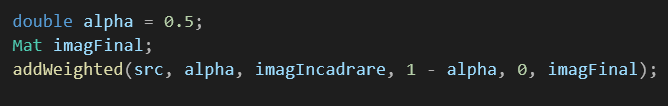 double alpha = 0.5;
Mat imagFinal;
addWeighted(src, alpha, imagIncadrare, 1 - alpha, 0, imagFinal);